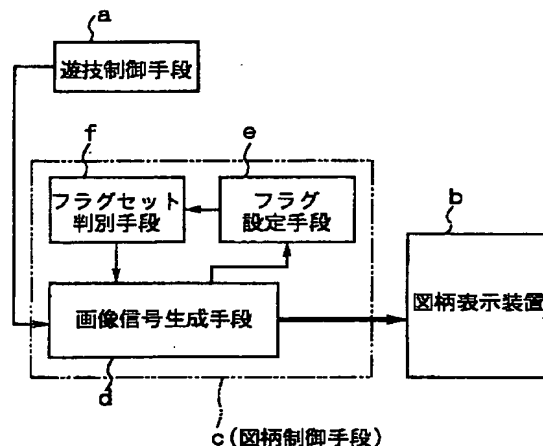 a
遊技制御手段
f
フラグセット
判別手段
e
フラグ
設定手段
b
図柄表示装置
画像信号生成手段
d
c(図柄制御手段)